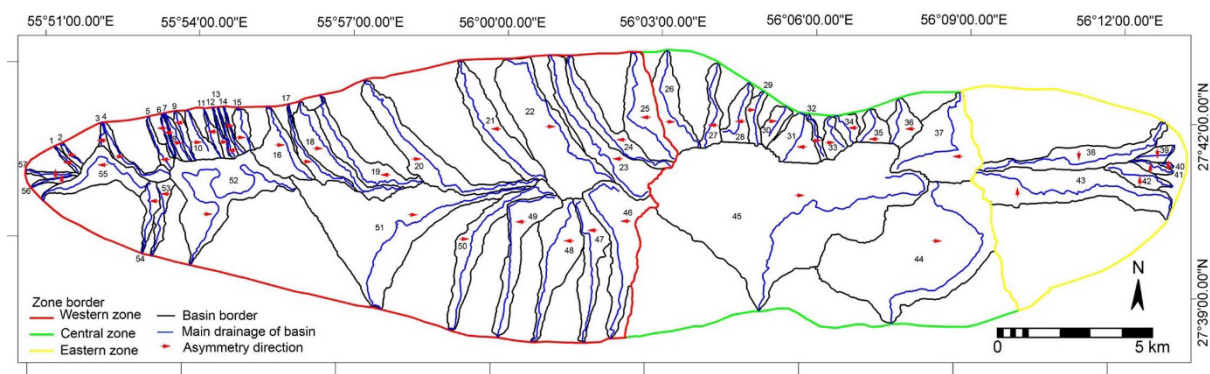 55°51'00.00"E 55°54'00.00"E 55°57'00.00"E 56°00'00.00"E 56°03'00.00"E 56°06'00.00"E 56°09'00.00"E 56°12'00.00"E
27°42'00.00"N
27°39'00.00"N
1 2 3 4 5 6 7 9 10 11 12 13 14 15 16 17 18 19 20 21 22 23 24 25
26 27 28 29 30 31 32 33 34 35 36 37
38 39 40 41 42 43
44 45 46 47 48 49 50 51 52 53 54 55 56 57
Zone border
Western zone
Central zone
Eastern zone
Basin border
Main drainage of basin
Asymmetry direction
N
0 5 km